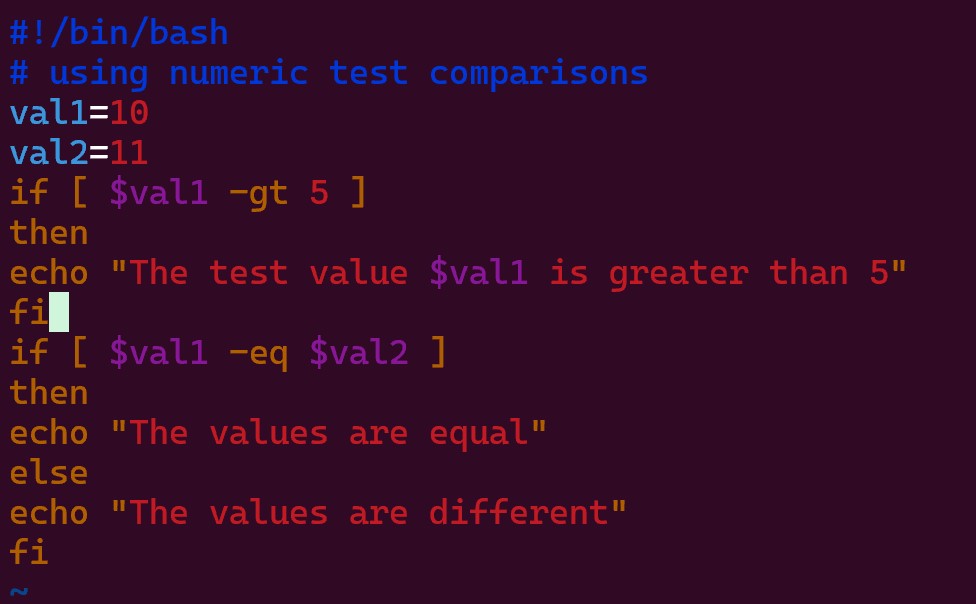 #!/bin/bash
# using numeric test comparisons
val1=10
val2=11
if [ $val1 -gt 5 ]
then
echo "The test value $val1 is greater than 5"
fi
if [ $val1 -eq $val2 ]
then
echo "The values are equal"
else
echo "The values are different"
fi
~